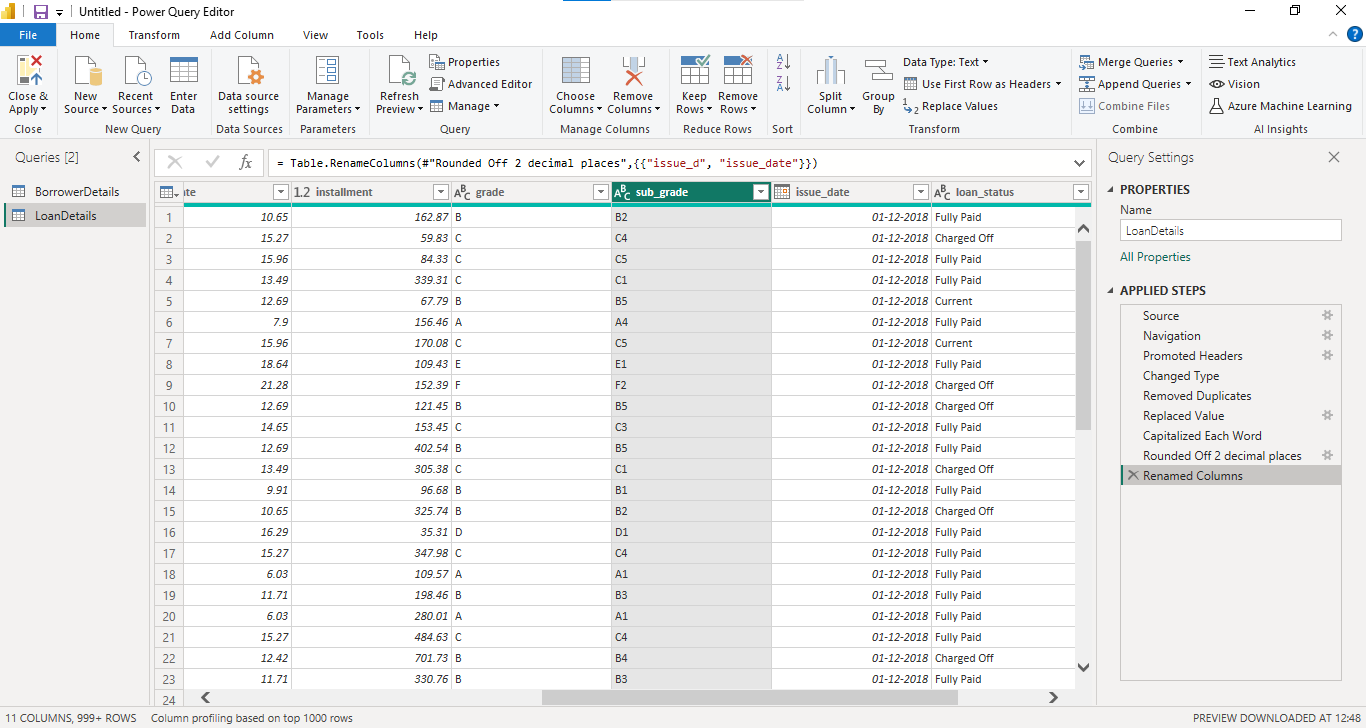 Untitled - Power Query Editor
File Home Transform Add Column View Tools Help
Close & Apply
New Source
Recent Sources
Enter Data
Data source settings
Manage Parameters
Refresh Preview
Properties
Advanced Editor
Manage
Choose Columns
Remove Columns
Keep Rows
Remove Rows
Split Column
Group By
Data Type: Text
Use First Row as Headers
Replace Values
Merge Queries
Append Queries
Combine Files
Text Analytics
Vision
Azure Machine Learning
Close New Query Data Sources Parameters Query Manage Columns Reduce Rows Sort Transform Combine AI Insights
Queries [2]
BorrowerDetails
LoanDetails
fx = Table.RenameColumns(#"Rounded Off 2 decimal places",{{"issue_d", "issue_date"}})
te 1.2 installment ABC grade ABC sub_grade issue_date ABC loan_status
1 10.65 162.87 B B2 01-12-2018 Fully Paid
2 15.27 59.83 C C4 01-12-2018 Charged Off
3 15.96 84.33 C C5 01-12-2018 Fully Paid
4 13.49 339.31 C C1 01-12-2018 Fully Paid
5 12.69 67.79 B B5 01-12-2018 Current
6 7.9 156.46 A A4 01-12-2018 Fully Paid
7 15.96 170.08 C C5 01-12-2018 Current
8 18.64 109.43 E E1 01-12-2018 Fully Paid
9 21.28 152.39 F F2 01-12-2018 Charged Off
10 12.69 121.45 B B5 01-12-2018 Charged Off
11 14.65 153.45 C C3 01-12-2018 Fully Paid
12 12.69 402.54 B B5 01-12-2018 Fully Paid
13 13.49 305.38 C C1 01-12-2018 Charged Off
14 9.91 96.68 B B1 01-12-2018 Fully Paid
15 10.65 325.74 B B2 01-12-2018 Charged Off
16 16.29 35.31 D D1 01-12-2018 Fully Paid
17 15.27 347.98 C C4 01-12-2018 Fully Paid
18 6.03 109.57 A A1 01-12-2018 Fully Paid
19 11.71 198.46 B B3 01-12-2018 Fully Paid
20 6.03 280.01 A A1 01-12-2018 Fully Paid
21 15.27 484.63 C C4 01-12-2018 Fully Paid
22 12.42 701.73 B B4 01-12-2018 Charged Off
23 11.71 330.76 B B3 01-12-2018 Fully Paid
24
Query Settings
PROPERTIES
Name
LoanDetails
All Properties
APPLIED STEPS
Source
Navigation
Promoted Headers
Changed Type
Removed Duplicates
Replaced Value
Capitalized Each Word
Rounded Off 2 decimal places
Renamed Columns
11 COLUMNS, 999+ ROWS Column profiling based on top 1000 rows PREVIEW DOWNLOADED AT 12:48